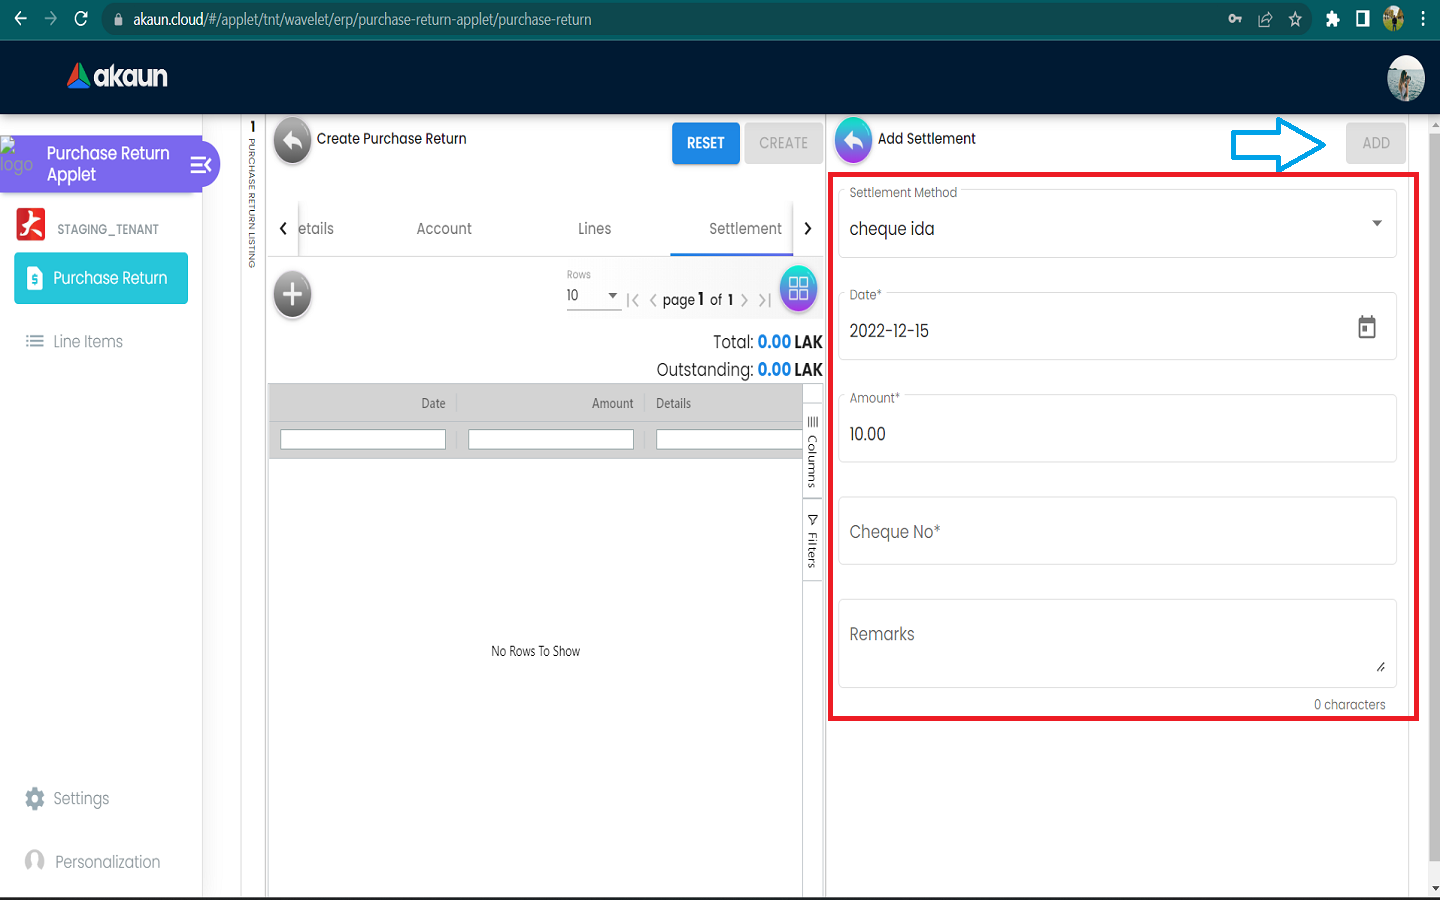 akaun.cloud/#/applet/tnt/wavelet/erp/purchase-return-applet/purchase-return
akaun
logo
Purchase Return
Applet
STAGING_TENANT
Purchase Return
Line Items
Settings
Personalization
1
PURCHASE RETURN LISTING
Create Purchase Return
RESET
CREATE
etails
Account
Lines
Settlement
Rows
10
page 1 of 1
Total: 0.00 LAK
Outstanding: 0.00 LAK
Date
Amount
Details
Columns
Filters
No Rows To Show
Add Settlement
ADD
Settlement Method
cheque ida
Date*
2022-12-15
Amount*
10.00
Cheque No*
Remarks
0 characters